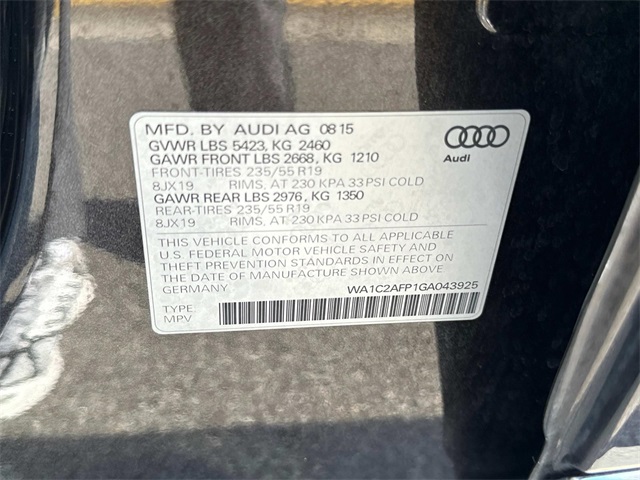 MFD. BY AUDI AG 08 15
GVWR LBS 5423, KG 2460
GAWR FRONT LBS 2668, KG 1210
FRONT-TIRES 235/55 R19
8JX19 RIMS, AT 230 KPA 33 PSI COLD
GAWR REAR LBS 2976, KG 1350
REAR-TIRES 235/55 R19
8JX19 RIMS, AT 230 KPA 33 PSI COLD
Audi
THIS VEHICLE CONFORMS TO ALL APPLICABLE
U.S. FEDERAL MOTOR VEHICLE SAFETY AND
THEFT PREVENTION STANDARDS IN EFFECT ON
THE DATE OF MANUFACTURE SHOWN ABOVE.
GERMANY WA1C2AFP1GA043925
TYPE:
MPV